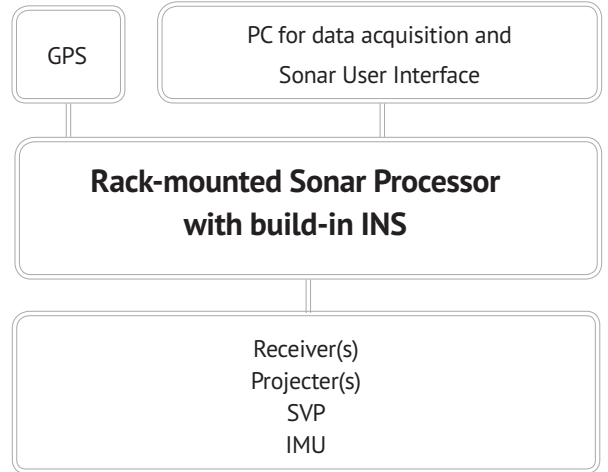 GPS
PC for data acquisition and
Sonar User Interface
Rack-mounted Sonar Processor
with build-in INS
Receiver(s)
Projecter(s)
SVP
IMU